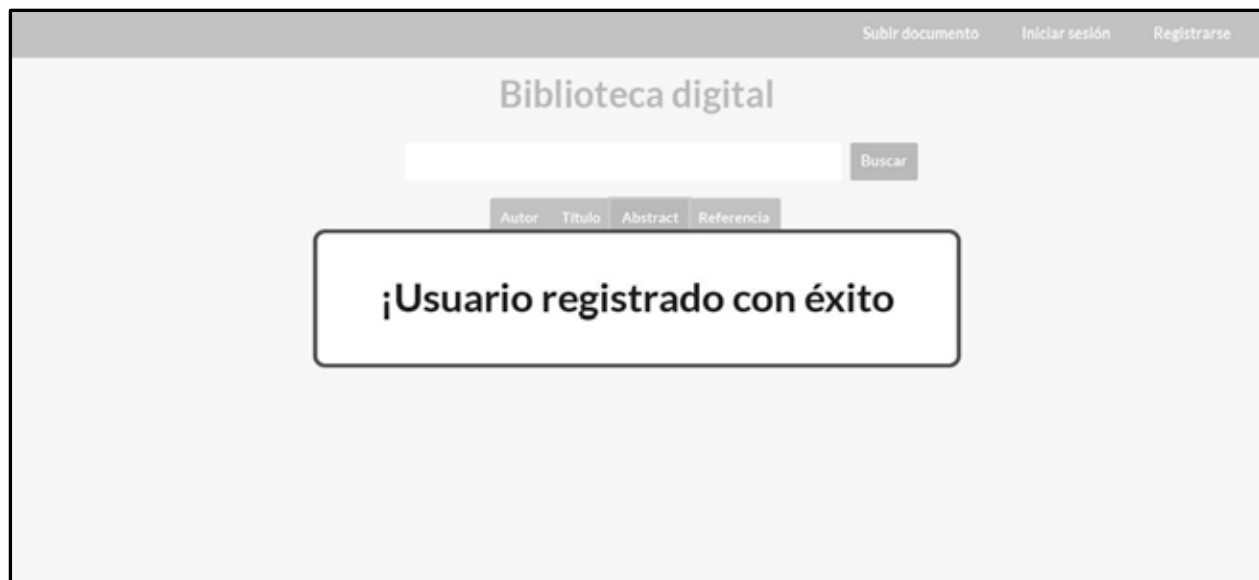 Subir documento Iniciar sesión Registrarse
Biblioteca digital
Buscar
Autor Título Abstract Referencia
¡Usuario registrado con éxito